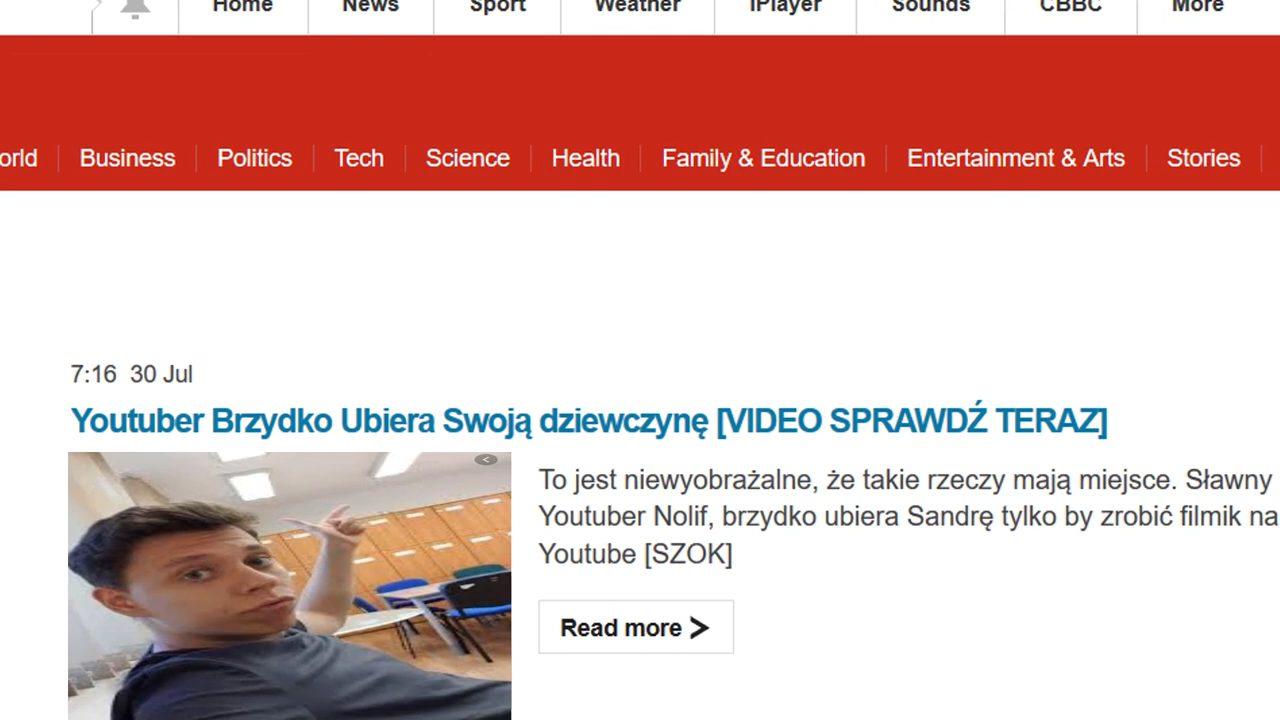 Home News Sport Weather iPlayer Sounds CBBC More
orld Business Politics Tech Science Health Family & Education Entertainment & Arts Stories
7:16 30 Jul
Youtuber Brzydko Ubiera Swoją dziewczynę [VIDEO SPRAWDŹ TERAZ]
To jest niewyobrażalne, że takie rzeczy mają miejsce. Sławny
Youtuber Nolif, brzydko ubiera Sandrę tylko by zrobić filmik na
Youtube [SZOK]
Read more >